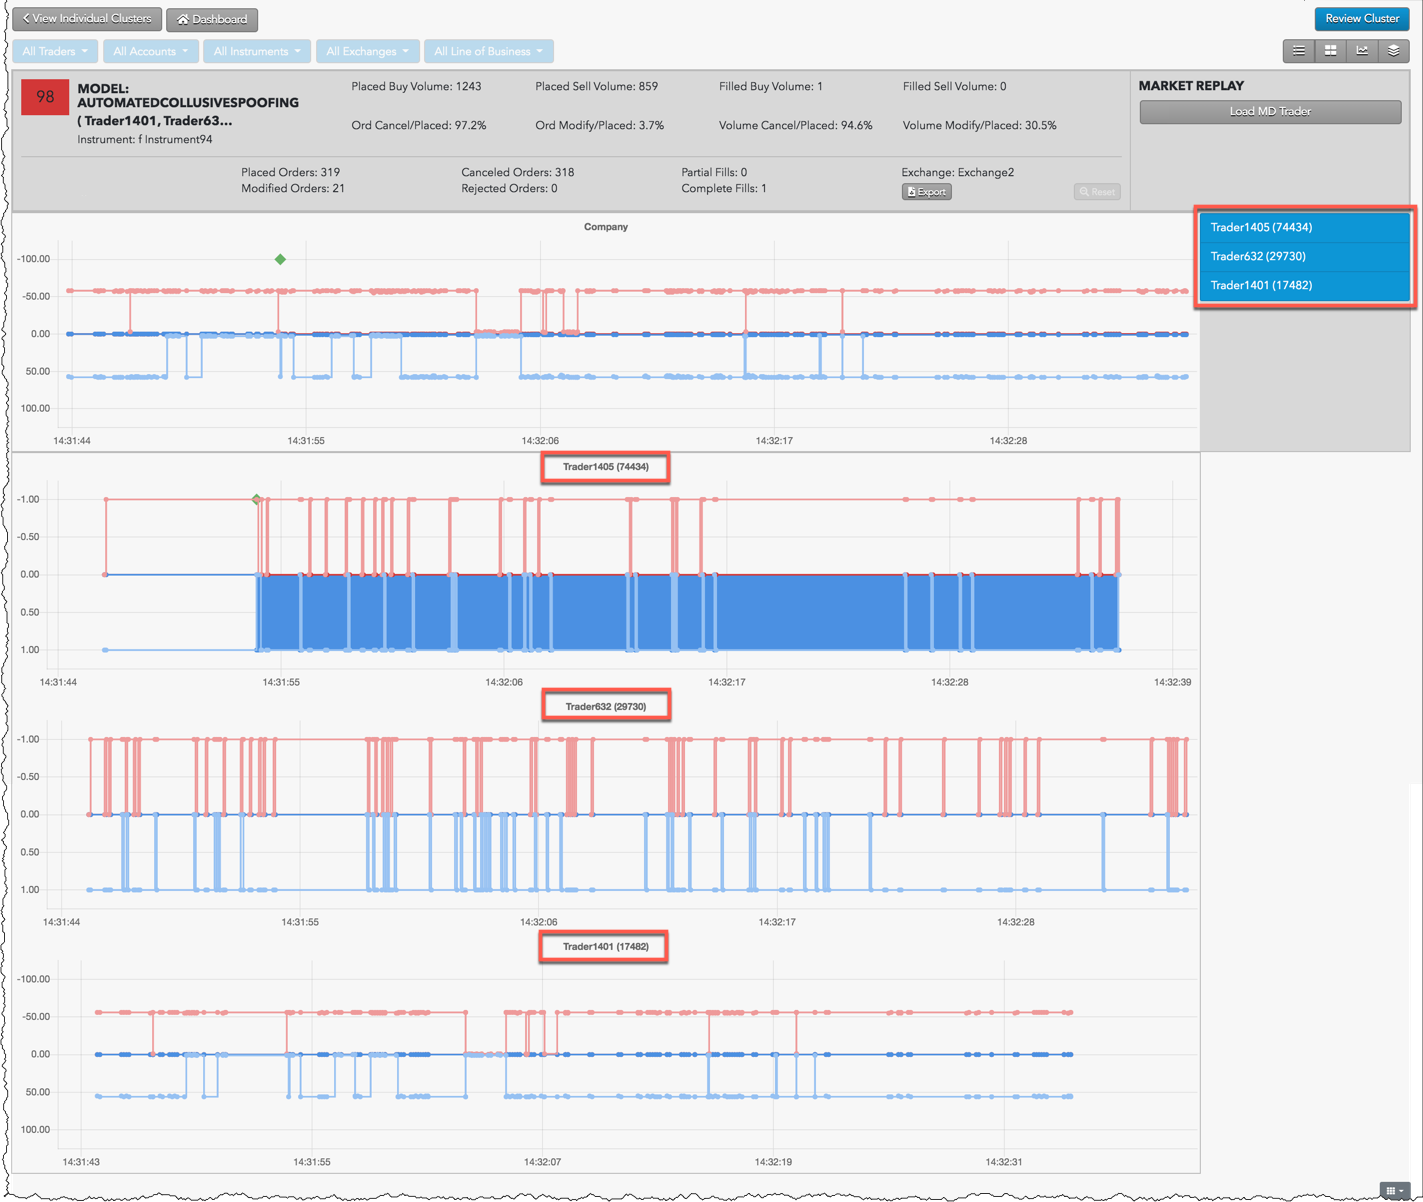 View Individual Clusters
Dashboard
Review Cluster
All Traders
All Accounts
All Instruments
All Exchanges
All Line of Business
98
MODEL:
AUTOMATEDCOLLUSIVESPOOFING
( Trader1401, Trader63...
Instrument: f Instrument94
Placed Buy Volume: 1243
Placed Sell Volume: 859
Filled Buy Volume: 1
Filled Sell Volume: 0
Ord Cancel/Placed: 97.2%
Ord Modify/Placed: 3.7%
Volume Cancel/Placed: 94.6%
Volume Modify/Placed: 30.5%
MARKET REPLAY
Load MD Trader
Placed Orders: 319
Canceled Orders: 318
Partial Fills: 0
Exchange: Exchange2
Modified Orders: 21
Rejected Orders: 0
Complete Fills: 1
Export
Reset
Company
Trader1405 (74434)
Trader632 (29730)
Trader1401 (17482)
-100.00
-50.00
0.00
50.00
100.00
14:31:44
14:31:55
14:32:06
14:32:17
14:32:28
Trader1405 (74434)
-1.00
-0.50
0.00
0.50
1.00
14:31:44
14:31:55
14:32:06
14:32:17
14:32:28
14:32:39
Trader632 (29730)
-1.00
-0.50
0.00
0.50
1.00
14:31:44
14:31:55
14:32:06
14:32:17
14:32:28
Trader1401 (17482)
-100.00
-50.00
0.00
50.00
100.00
14:31:43
14:31:55
14:32:07
14:32:19
14:32:31